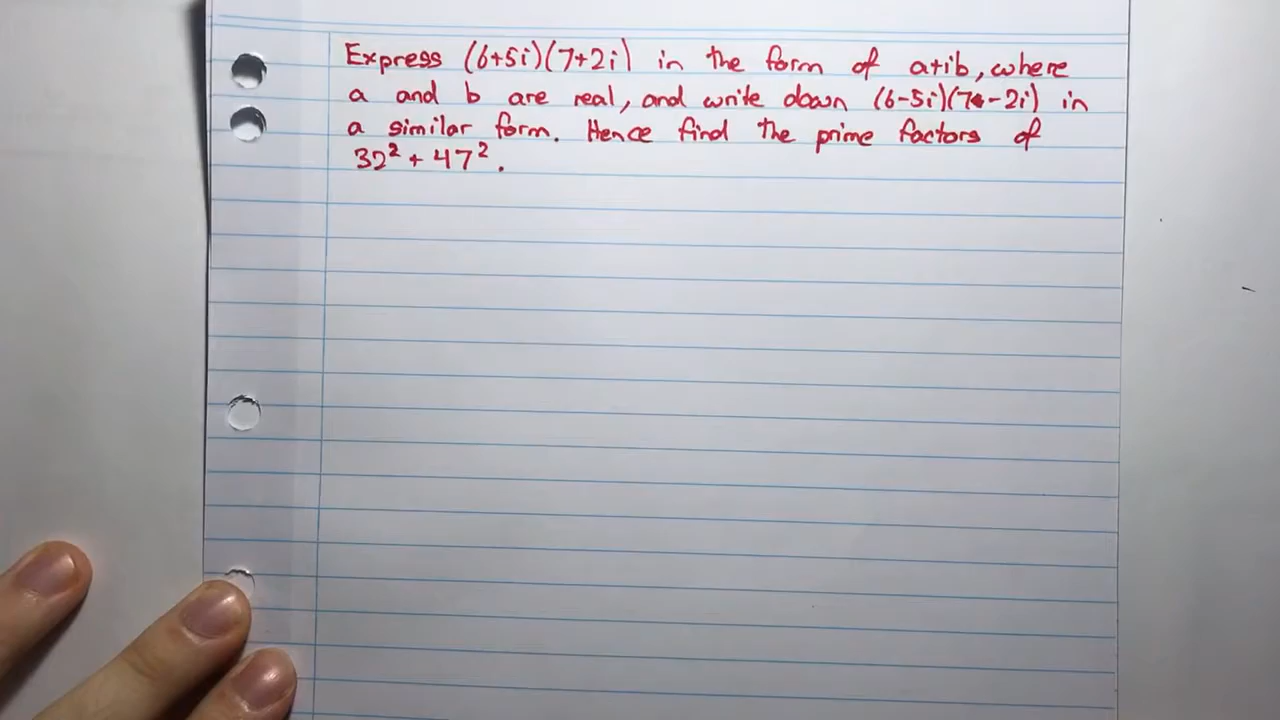 Express (6+5i)(7+2i) in the form of a+ib, where
a and b are real, and write down (6-5i)(7-2i) in
a similar form. Hence find the prime factors of
32² + 47².